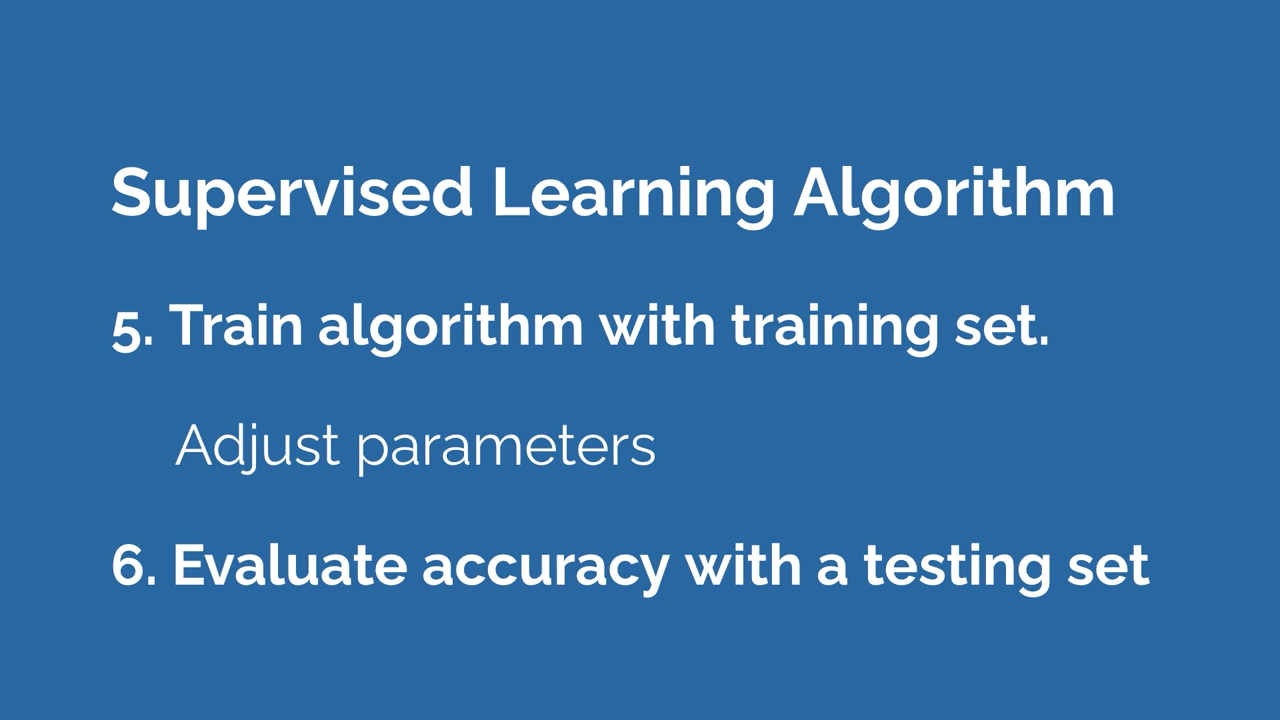 Supervised Learning Algorithm
5. Train algorithm with training set.
Adjust parameters
6. Evaluate accuracy with a testing set